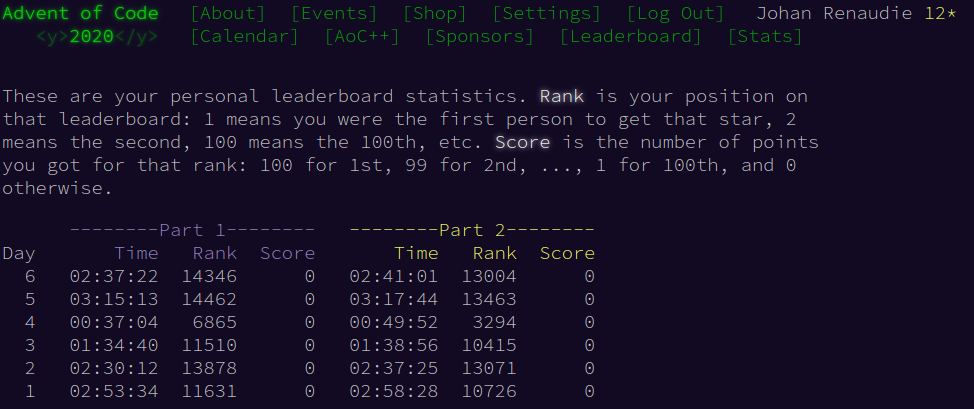 Advent of Code [About] [Events] [Shop] [Settings] [Log Out] Johan Renaudie 12*
<y>2020</y> [Calendar] [AoC++] [Sponsors] [Leaderboard] [Stats]
These are your personal leaderboard statistics. Rank is your position on
that leaderboard: 1 means you were the first person to get that star, 2
means the second, 100 means the 100th, etc. Score is the number of points
you got for that rank: 100 for 1st, 99 for 2nd, ..., 1 for 100th, and 0
otherwise.
--------Part 1-------- --------Part 2--------
Day Time Rank Score Time Rank Score
6 02:37:22 14346 0 02:41:01 13004 0
5 03:15:13 14462 0 03:17:44 13463 0
4 00:37:04 6865 0 00:49:52 3294 0
3 01:34:40 11510 0 01:38:56 10415 0
2 02:30:12 13878 0 02:37:25 13071 0
1 02:53:34 11631 0 02:58:28 10726 0